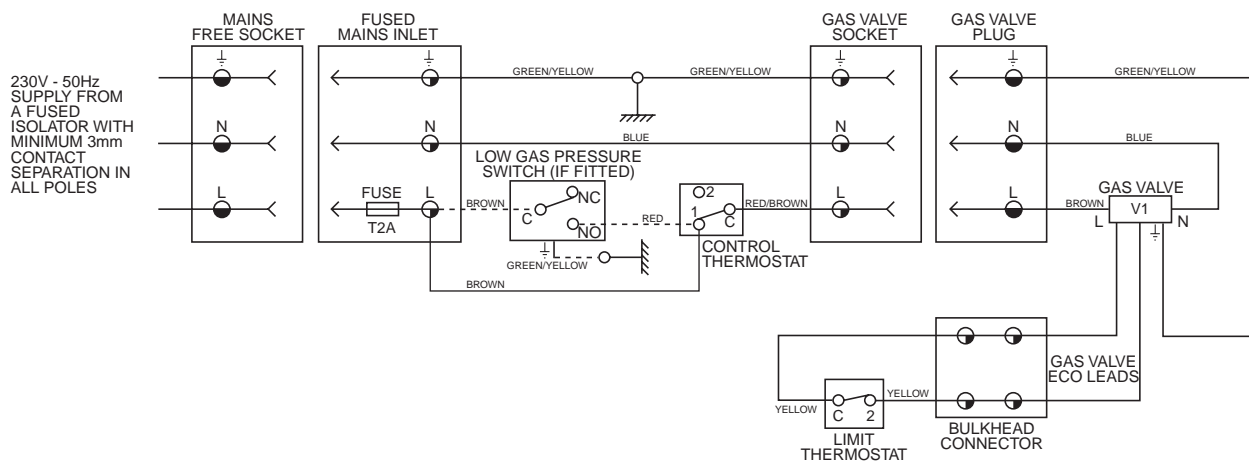 MAINS
FREE SOCKET
FUSED
MAINS INLET
GAS VALVE
SOCKET
GAS VALVE
PLUG
230V - 50Hz
SUPPLY FROM
A FUSED
ISOLATOR WITH
MINIMUM 3mm
CONTACT
SEPARATION IN
ALL POLES
GREEN/YELLOW
GREEN/YELLOW
GREEN/YELLOW
N
N
N
N
BLUE
BLUE
LOW GAS PRESSURE
SWITCH (IF FITTED)
L
FUSE
T2A
L
BROWN
C
NC
NO
RED
2
1
C
RED/BROWN
L
L
BROWN
GAS VALVE
V1
L
N
CONTROL
THERMOSTAT
GREEN/YELLOW
BROWN
GAS VALVE
ECO LEADS
YELLOW
C
2
YELLOW
LIMIT
THERMOSTAT
BULKHEAD
CONNECTOR